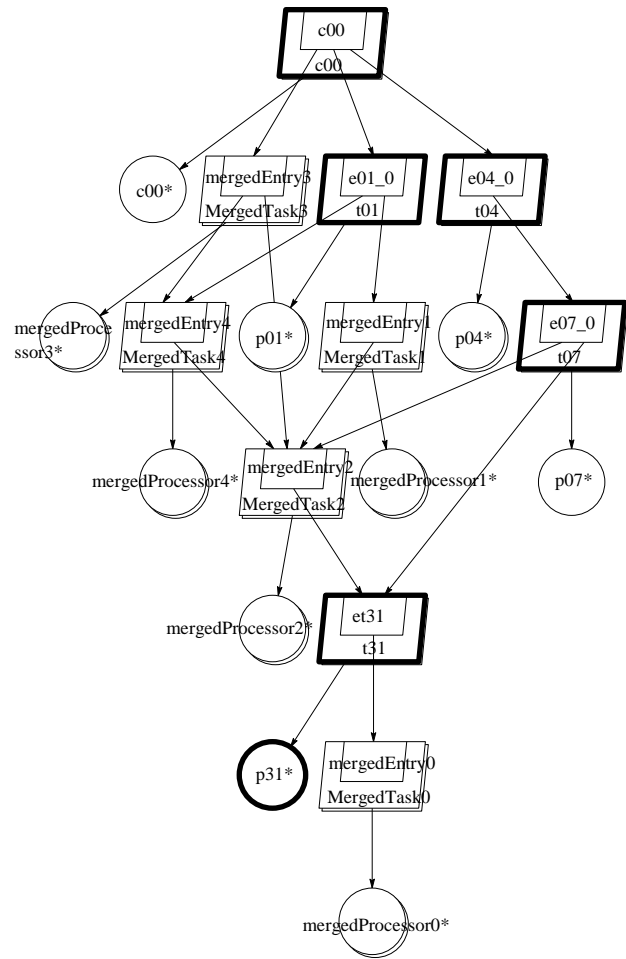 c00
c00
c00*
mergedEntry3
MergedTask3
e01_0
t01
e04_0
t04
mergedProce
ssor3*
mergedEntry4
MergedTask4
p01*
mergedEntry1
MergedTask1
p04*
e07_0
t07
mergedProcessor4*
mergedEntry2
MergedTask2
mergedProcessor1*
p07*
mergedProcessor2*
et31
t31
p31*
mergedEntry0
MergedTask0
mergedProcessor0*